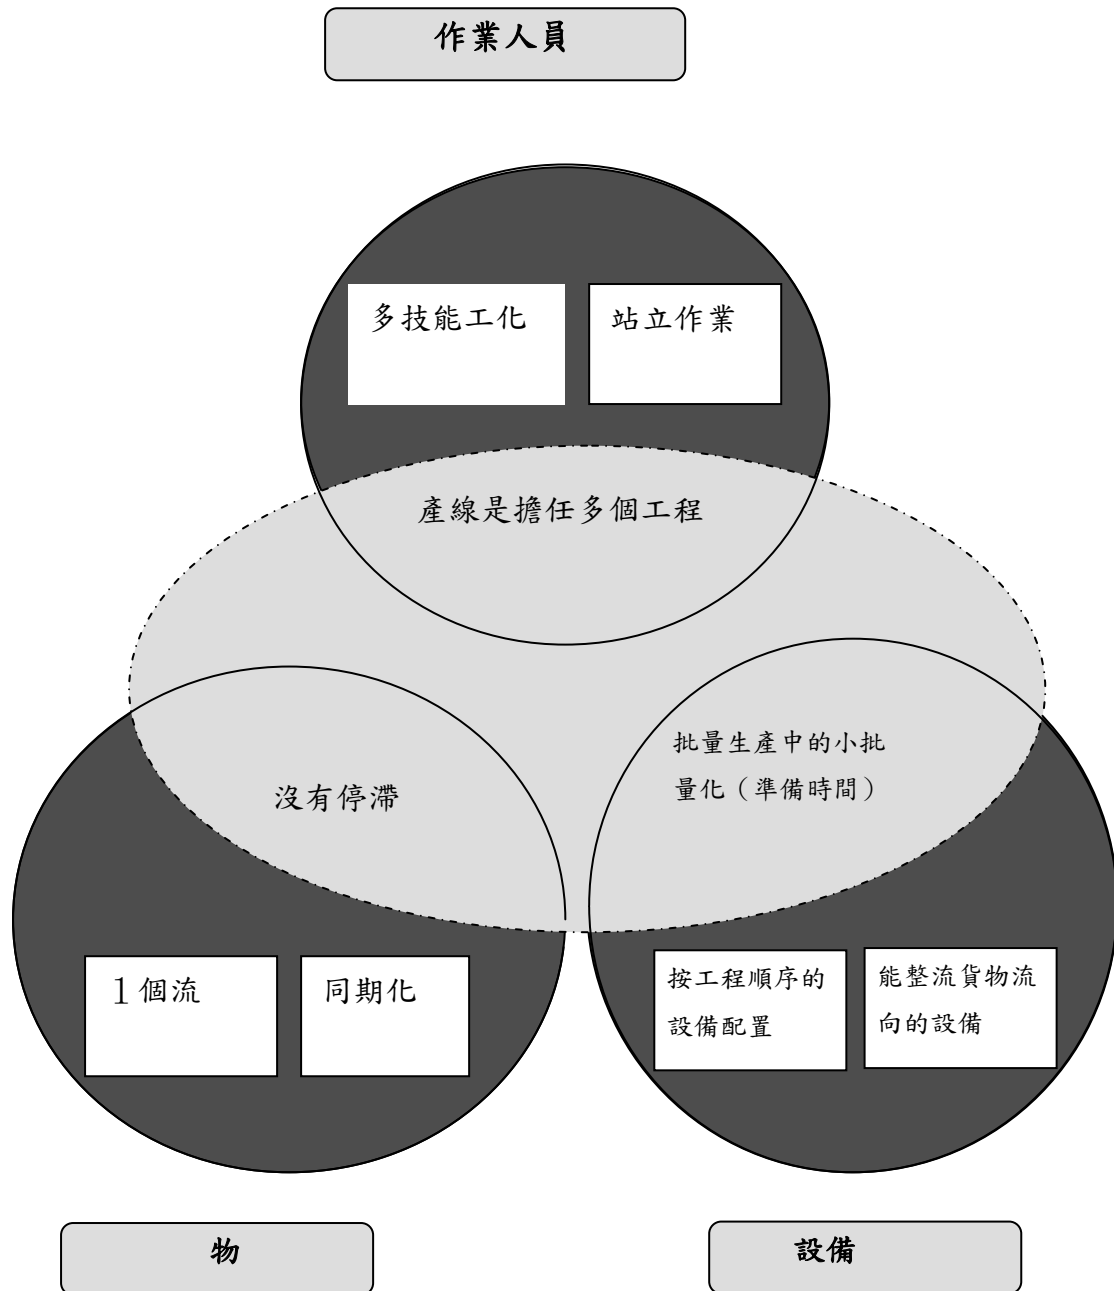 作業人員
多技能工化
站立作業
產線是擔任多個工程
沒有停滯
批量生產中的小批
量化（準備時間）
１個流
同期化
按工程順序的
設備配置
能整流貨物流
向的設備
物
設備